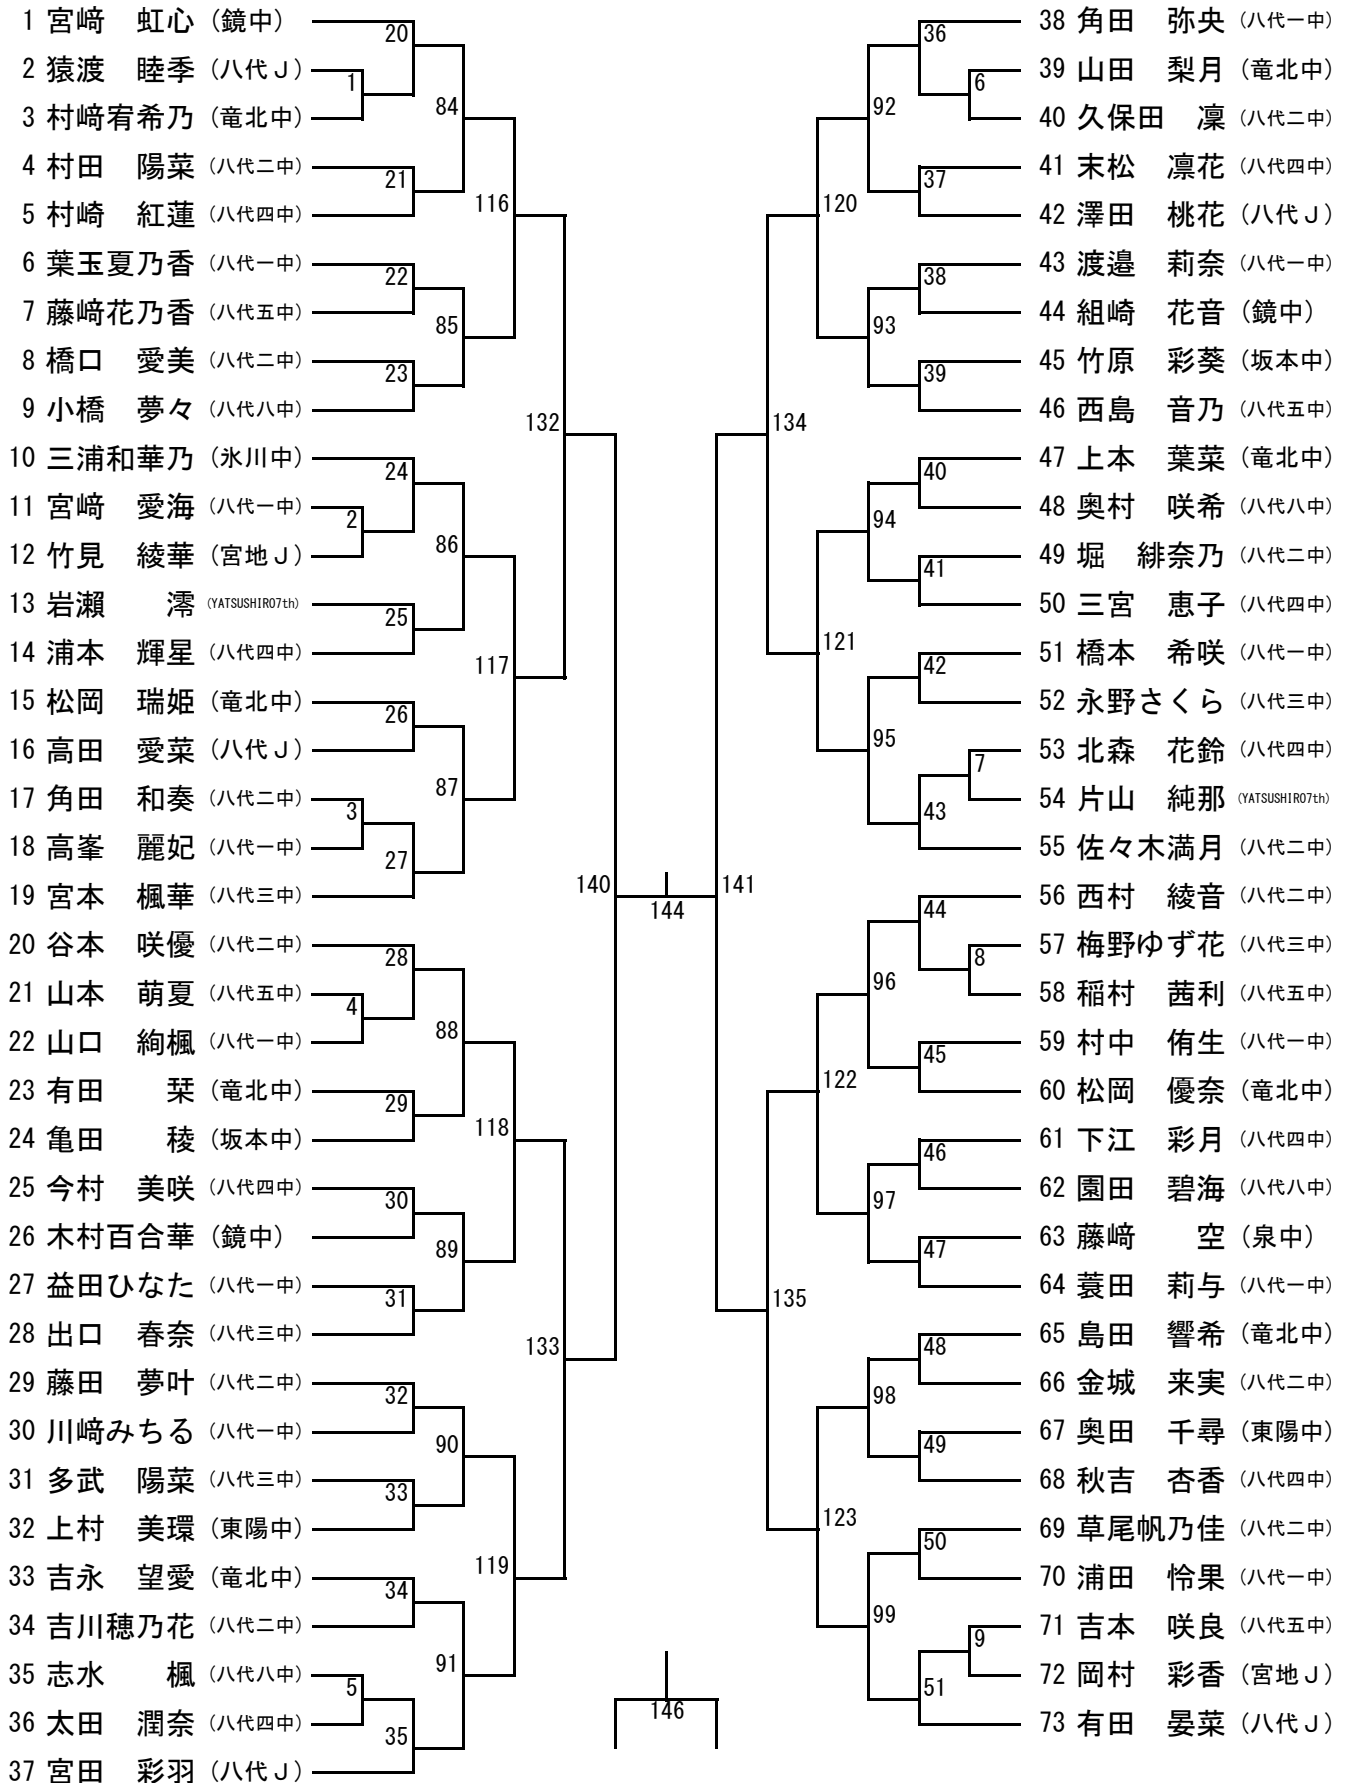 1 宮﨑　虹心 (鏡中)
2 猿渡　睦季 (八代Ｊ)
3 村﨑宥希乃 (竜北中)
4 村田　陽菜 (八代二中)
5 村崎　紅蓮 (八代四中)
6 葉玉夏乃香 (八代一中)
7 藤﨑花乃香 (八代五中)
8 橋口　愛美 (八代二中)
9 小橋　夢々 (八代八中)
10 三浦和華乃 (氷川中)
11 宮﨑　愛海 (八代一中)
12 竹見　綾華 (宮地Ｊ)
13 岩瀬　　澪 (YATSUSHIRO7th)
14 浦本　輝星 (八代四中)
15 松岡　瑞姫 (竜北中)
16 高田　愛菜 (八代Ｊ)
17 角田　和奏 (八代二中)
18 高峯　麗妃 (八代一中)
19 宮本　楓華 (八代三中)
20 谷本　咲優 (八代二中)
21 山本　萌夏 (八代五中)
22 山口　絢楓 (八代一中)
23 有田　　栞 (竜北中)
24 亀田　　稜 (坂本中)
25 今村　美咲 (八代四中)
26 木村百合華 (鏡中)
27 益田ひなた (八代一中)
28 出口　春奈 (八代三中)
29 藤田　夢叶 (八代二中)
30 川﨑みちる (八代一中)
31 多武　陽菜 (八代三中)
32 上村　美環 (東陽中)
33 吉永　望愛 (竜北中)
34 吉川穂乃花 (八代二中)
35 志水　　楓 (八代八中)
36 太田　潤奈 (八代四中)
37 宮田　彩羽 (八代Ｊ)
1
2
3
4
5
20
21
22
23
24
25
26
27
28
29
30
31
32
33
34
35
84
85
86
87
88
89
90
91
116
117
118
119
132
133
140
144
146
141
134
135
120
121
122
123
92
93
94
95
96
97
98
99
36
37
38
39
40
41
42
43
44
45
46
47
48
49
50
51
6
7
8
9
38 角田　弥央 (八代一中)
39 山田　梨月 (竜北中)
40 久保田　凜 (八代二中)
41 末松　凛花 (八代四中)
42 澤田　桃花 (八代Ｊ)
43 渡邉　莉奈 (八代一中)
44 組崎　花音 (鏡中)
45 竹原　彩葵 (坂本中)
46 西島　音乃 (八代五中)
47 上本　葉菜 (竜北中)
48 奥村　咲希 (八代八中)
49 堀　緋奈乃 (八代二中)
50 三宮　恵子 (八代四中)
51 橋本　希咲 (八代一中)
52 永野さくら (八代三中)
53 北森　花鈴 (八代四中)
54 片山　純那 (YATSUSHIRO7th)
55 佐々木満月 (八代二中)
56 西村　綾音 (八代二中)
57 梅野ゆず花 (八代三中)
58 稲村　茜利 (八代五中)
59 村中　侑生 (八代一中)
60 松岡　優奈 (竜北中)
61 下江　彩月 (八代四中)
62 園田　碧海 (八代八中)
63 藤﨑　　空 (泉中)
64 蓑田　莉与 (八代一中)
65 島田　響希 (竜北中)
66 金城　来実 (八代二中)
67 奥田　千尋 (東陽中)
68 秋吉　杏香 (八代四中)
69 草尾帆乃佳 (八代二中)
70 浦田　怜果 (八代一中)
71 吉本　咲良 (八代五中)
72 岡村　彩香 (宮地Ｊ)
73 有田　晏菜 (八代Ｊ)